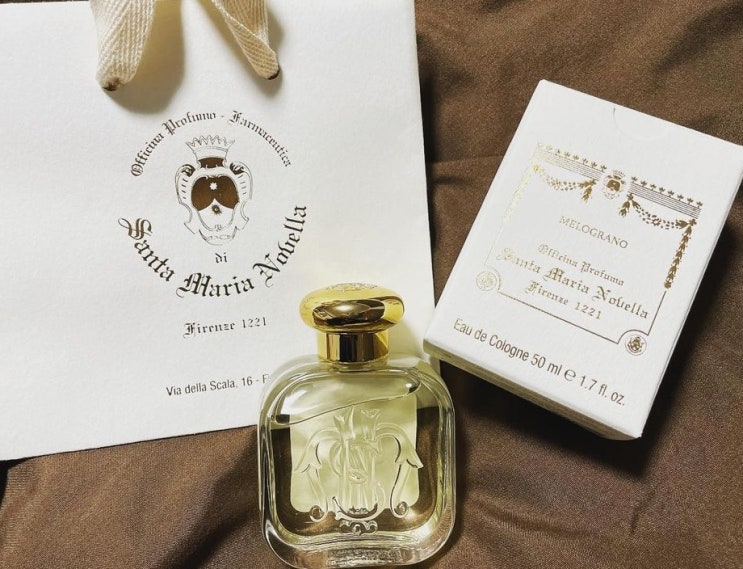 Officina Profumo - Farmaceutica
di
Santa Maria Novella
Firenze 1221
Via della Scala, 16 -
MELOGRANO
Officina Profumo
Santa Maria Novella
Firenze 1221
Eau de Cologne 50 ml ℮ 1.7 fl. oz.